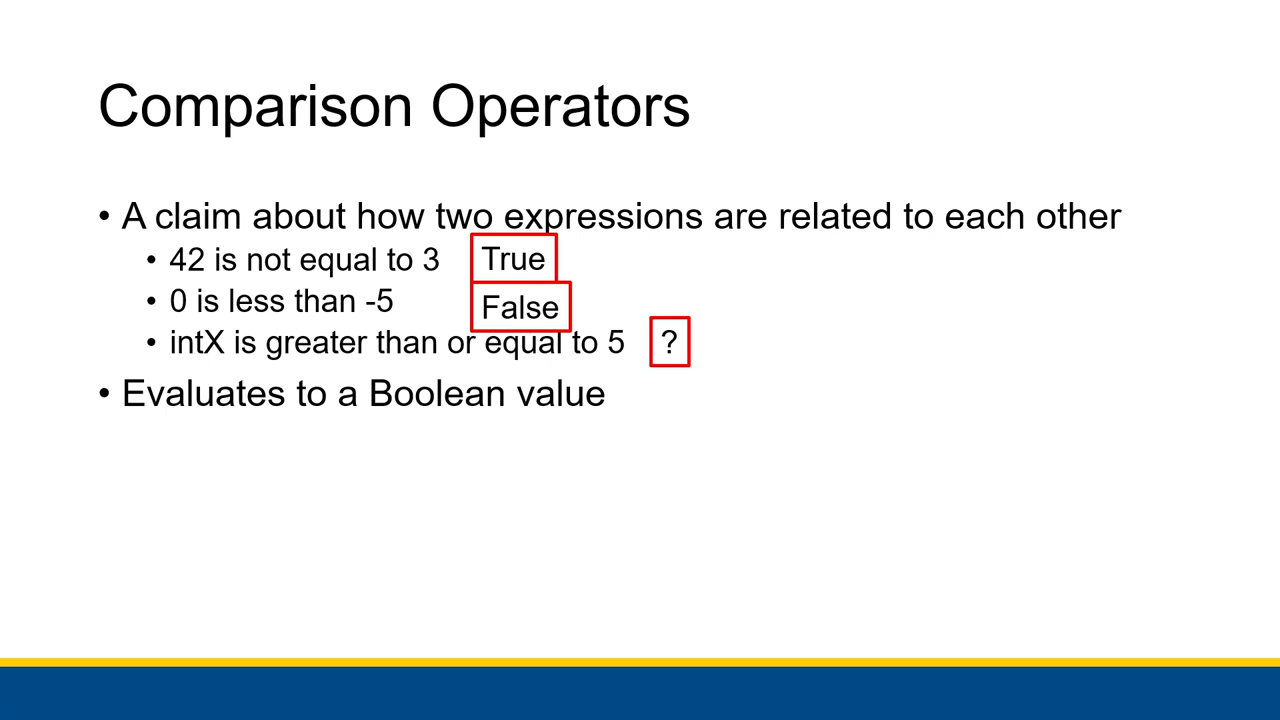 Comparison Operators
• A claim about how two expressions are related to each other
• 42 is not equal to 3 True
• 0 is less than -5 False
• intX is greater than or equal to 5 ?
• Evaluates to a Boolean value